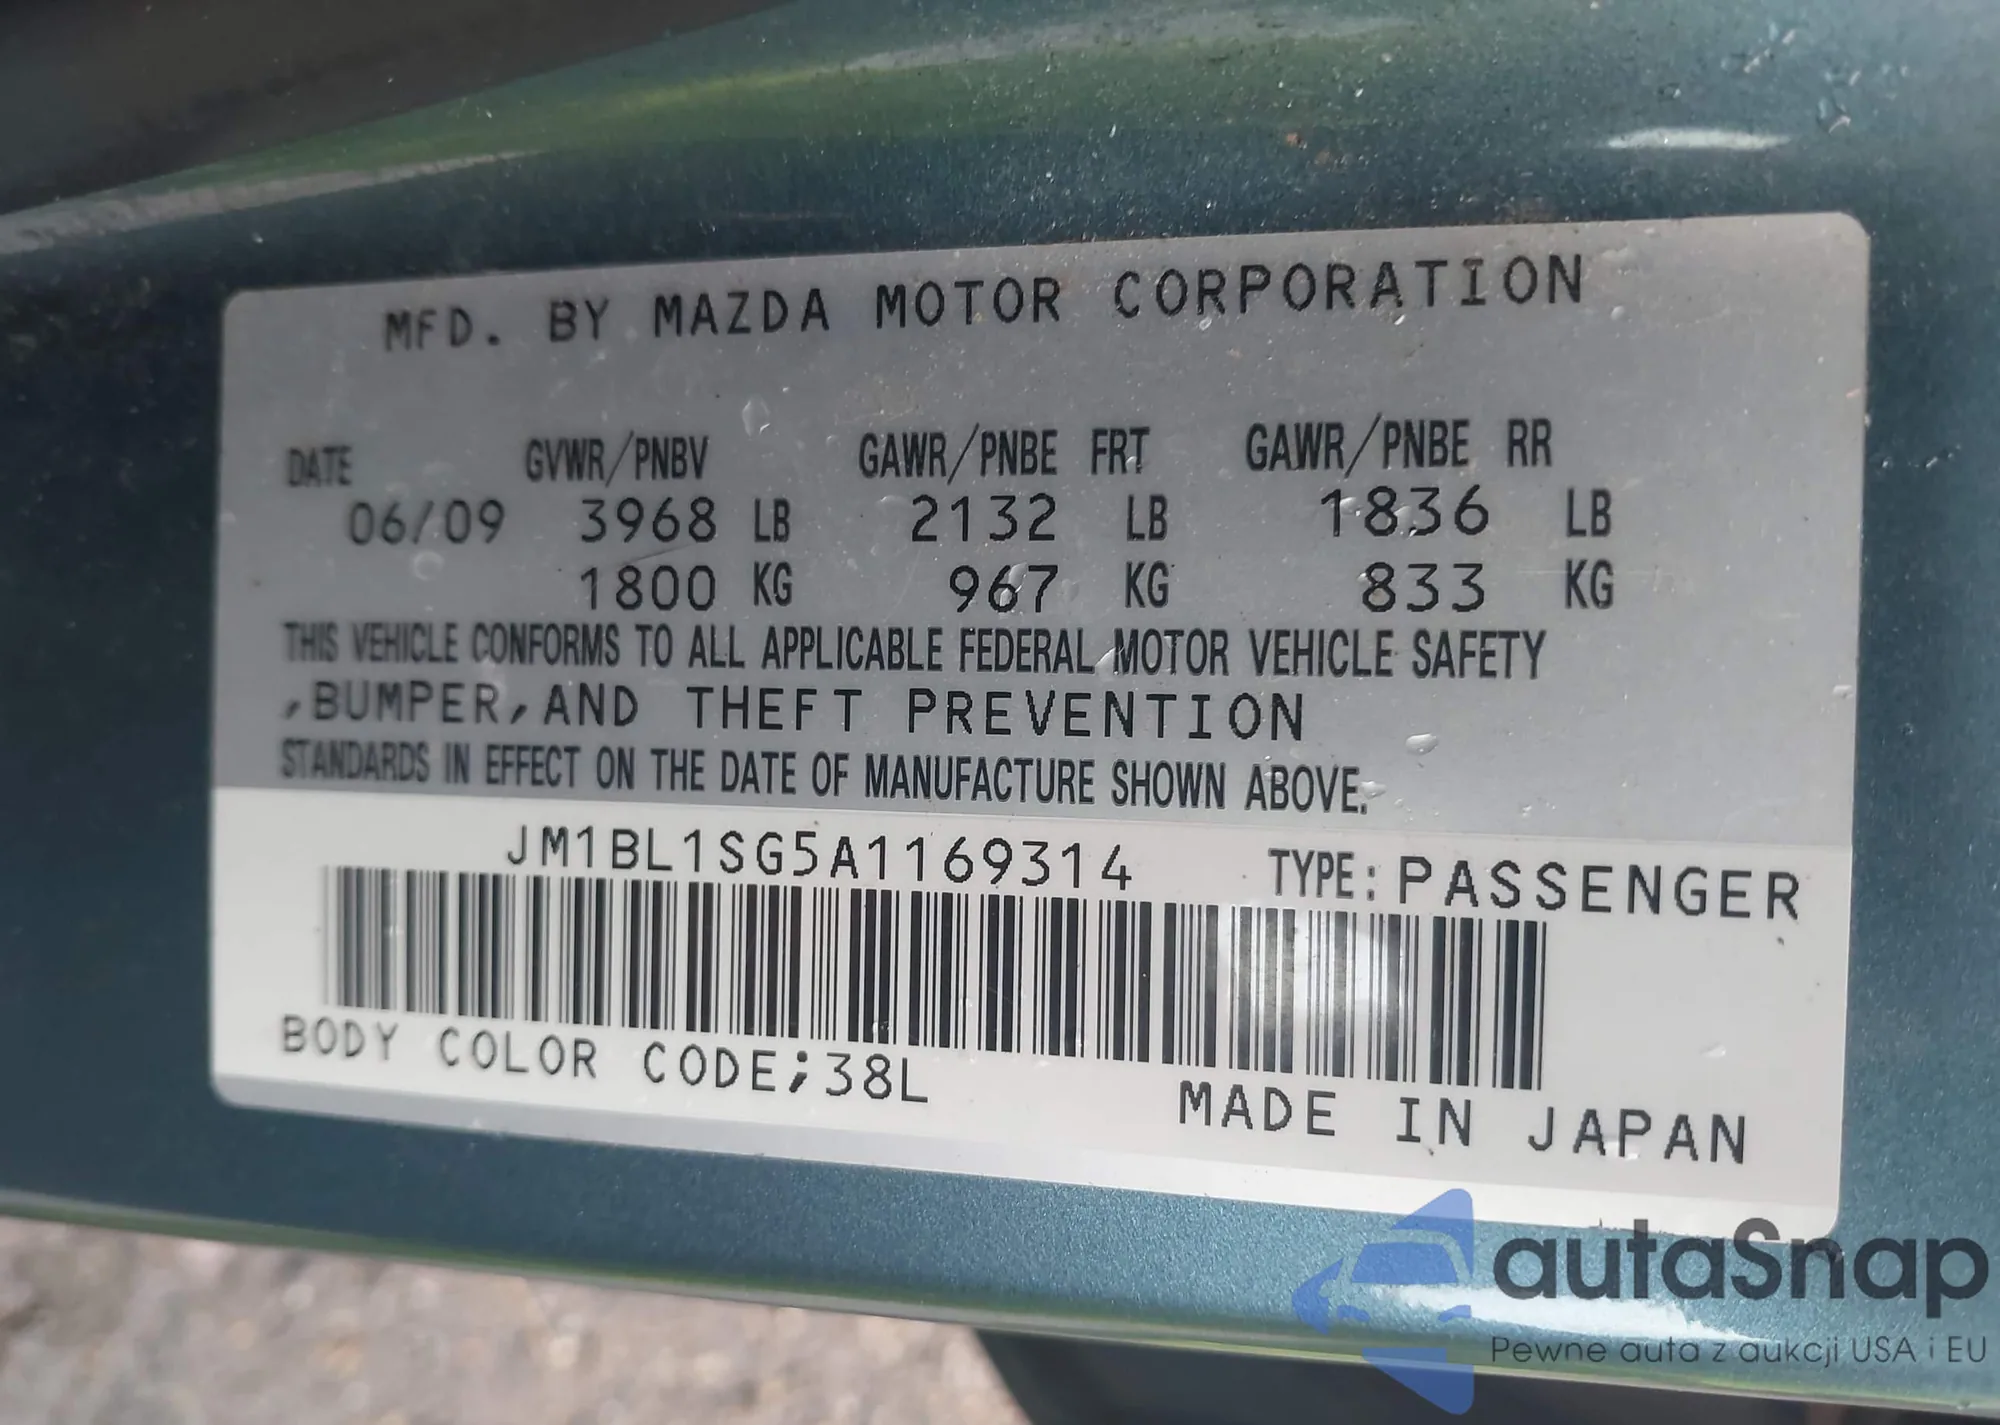 MFD. BY MAZDA MOTOR CORPORATION
DATE GVWR/PNBV GAWR/PNBE FRT GAWR/PNBE RR
06/09 3968 LB 2132 LB 1836 LB
1800 KG 967 KG 833 KG
THIS VEHICLE CONFORMS TO ALL APPLICABLE FEDERAL MOTOR VEHICLE SAFETY
,BUMPER,AND THEFT PREVENTION
STANDARDS IN EFFECT ON THE DATE OF MANUFACTURE SHOWN ABOVE.
JM1BL1SG5A1169314 TYPE: PASSENGER
BODY COLOR CODE;38L MADE IN JAPAN
autaSnap
Pewne auta z aukcji USA i EU